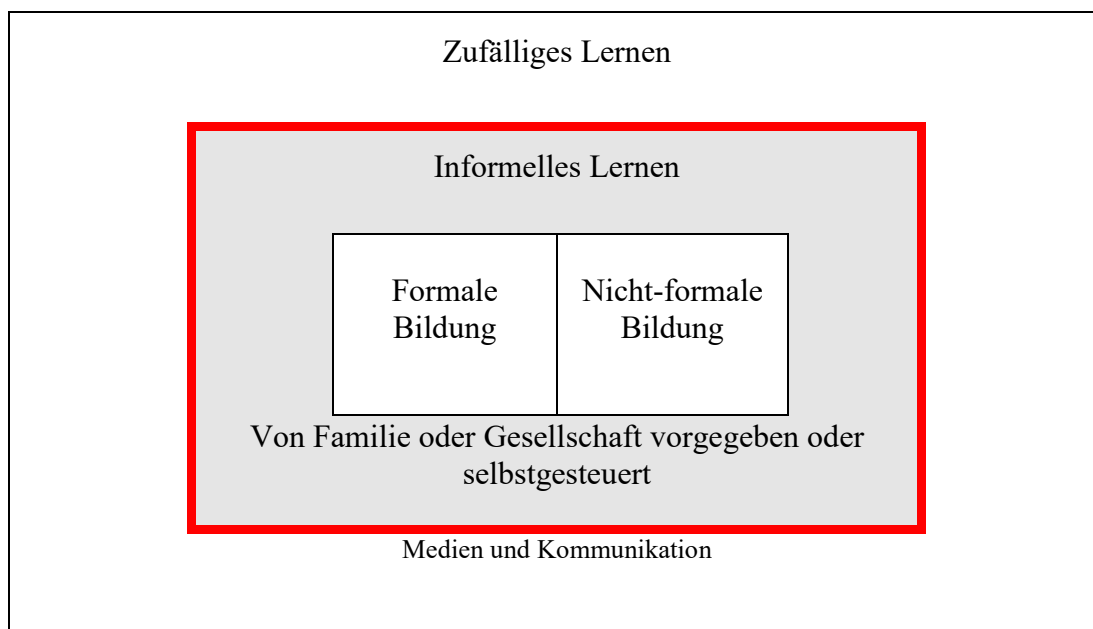 Zufälliges Lernen
Informelles Lernen
Formale
Bildung
Nicht-formale
Bildung
Von Familie oder Gesellschaft vorgegeben oder
selbstgesteuert
Medien und Kommunikation